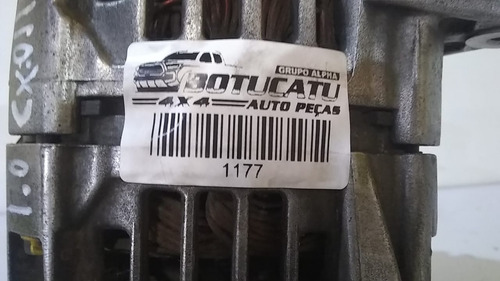 GRUPO ALPHA
BOTUCATU
4X4 AUTO PEÇAS
1177
1.0